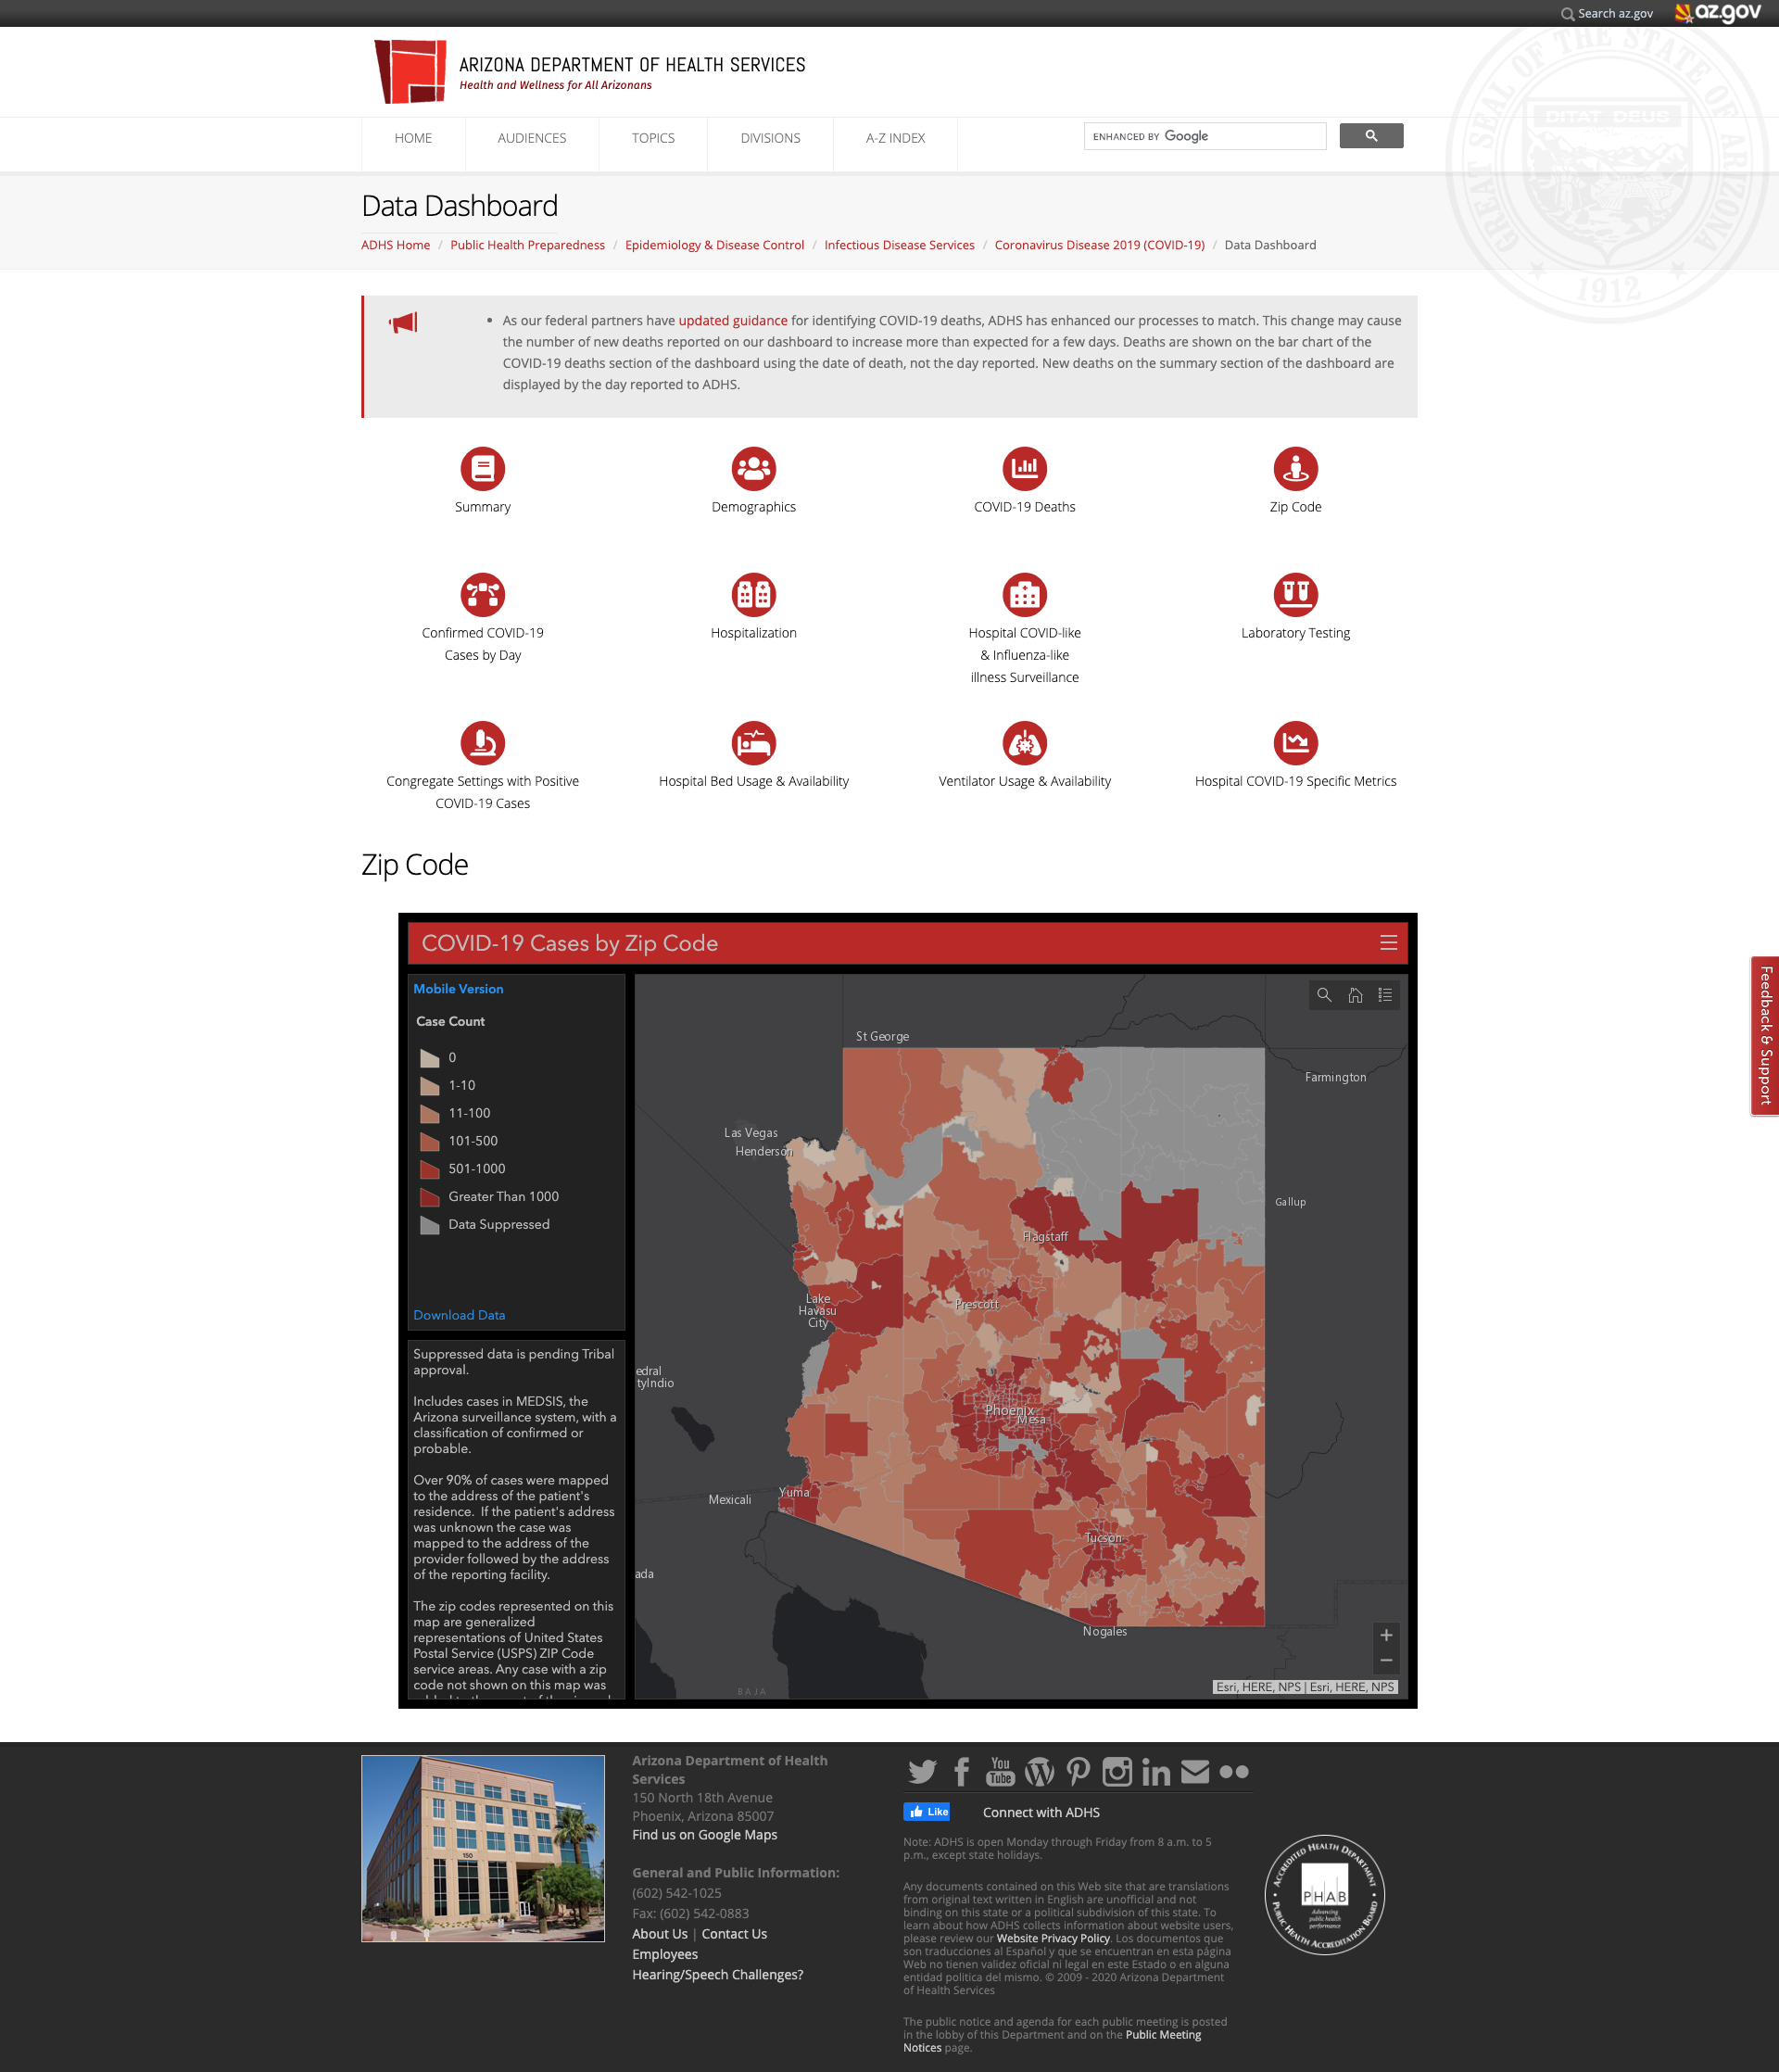 Search az.gov
az.gov
ARIZONA DEPARTMENT OF HEALTH SERVICES
Health and Wellness for All Arizonans
GREAT SEAL OF THE STATE OF ARIZONA
DITAT DEUS
1912
HOME
AUDIENCES
TOPICS
DIVISIONS
A-Z INDEX
ENHANCED BY Google
Data Dashboard
ADHS Home / Public Health Preparedness / Epidemiology & Disease Control / Infectious Disease Services / Coronavirus Disease 2019 (COVID-19) / Data Dashboard
• As our federal partners have updated guidance for identifying COVID-19 deaths, ADHS has enhanced our processes to match. This change may cause
the number of new deaths reported on our dashboard to increase more than expected for a few days. Deaths are shown on the bar chart of the
COVID-19 deaths section of the dashboard using the date of death, not the day reported. New deaths on the summary section of the dashboard are
displayed by the day reported to ADHS.
Summary
Demographics
COVID-19 Deaths
Zip Code
Confirmed COVID-19
Cases by Day
Hospitalization
Hospital COVID-like
& Influenza-like
illness Surveillance
Laboratory Testing
Congregate Settings with Positive
COVID-19 Cases
Hospital Bed Usage & Availability
Ventilator Usage & Availability
Hospital COVID-19 Specific Metrics
Zip Code
COVID-19 Cases by Zip Code
Mobile Version
Case Count
0
1-10
11-100
101-500
501-1000
Greater Than 1000
Data Suppressed
Download Data
Suppressed data is pending Tribal
approval.
Includes cases in MEDSIS, the
Arizona surveillance system, with a
classification of confirmed or
probable.
Over 90% of cases were mapped
to the address of the patient's
residence.  If the patient's address
was unknown the case was
mapped to the address of the
provider followed by the address
of the reporting facility.
The zip codes represented on this
map are generalized
representations of United States
Postal Service (USPS) ZIP Code
service areas. Any case with a zip
code not shown on this map was
St George
Farmington
Las Vegas
Henderson
Gallup
Flagstaff
Lake
Havasu
City
Prescott
edral
tyIndio
Phoenix
Mesa
Mexicali
Yuma
Tucson
ada
Nogales
BAJA
+
−
Esri, HERE, NPS | Esri, HERE, NPS
Feedback & Support
150
Arizona Department of Health
Services
150 North 18th Avenue
Phoenix, Arizona 85007
Find us on Google Maps
General and Public Information:
(602) 542-1025
Fax: (602) 542-0883
About Us | Contact Us
Employees
Hearing/Speech Challenges?
You
Tube
Like
Connect with ADHS
Note: ADHS is open Monday through Friday from 8 a.m. to 5
p.m., except state holidays.
Any documents contained on this Web site that are translations
from original text written in English are unofficial and not
binding on this state or a political subdivision of this state. To
learn about how ADHS collects information about website users,
please review our Website Privacy Policy. Los documentos que
son traducciones al Español y que se encuentran en esta página
Web no tienen validez oficial ni legal en este Estado o en alguna
entidad política del mismo. © 2009 - 2020 Arizona Department
of Health Services
The public notice and agenda for each public meeting is posted
in the lobby of this Department and on the Public Meeting
Notices page.
ACCREDITED HEALTH DEPARTMENT
PHAB
Advancing
public health
performance
PUBLIC HEALTH ACCREDITATION BOARD